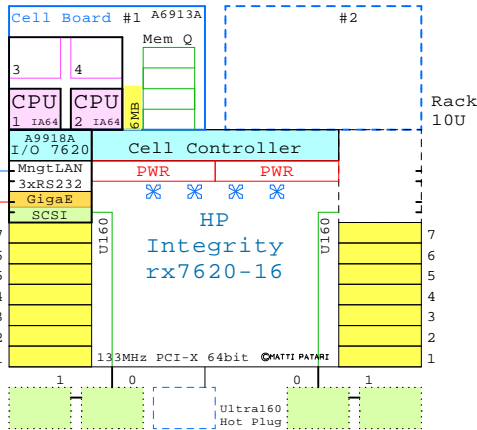 Cell Board #1 A6913A
#2
Mem Q
3 4
CPU CPU
1 IA64 2 IA64
6MB
Rack
10U
A9918A
I/O 7620
Cell Controller
MngtLAN
PWR PWR
3xRS232
GigaE
SCSI
HP
U160 U160
Integrity
rx7620-16
7 7
6 6
5 5
4 4
3 3
2 2
1 1
133MHz PCI-X 64bit ©MATTI PATARI
1 0 0 1
Ultra160
Hot Plug